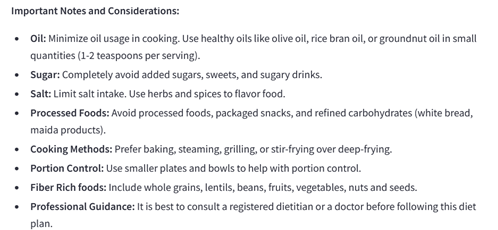 Important Notes and Considerations:
• Oil: Minimize oil usage in cooking. Use healthy oils like olive oil, rice bran oil, or groundnut oil in small
quantities (1-2 teaspoons per serving).
• Sugar: Completely avoid added sugars, sweets, and sugary drinks.
• Salt: Limit salt intake. Use herbs and spices to flavor food.
• Processed Foods: Avoid processed foods, packaged snacks, and refined carbohydrates (white bread,
maida products).
• Cooking Methods: Prefer baking, steaming, grilling, or stir-frying over deep-frying.
• Portion Control: Use smaller plates and bowls to help with portion control.
• Fiber Rich foods: Include whole grains, lentils, beans, fruits, vegetables, nuts and seeds.
• Professional Guidance: It is best to consult a registered dietitian or a doctor before following this diet
plan.